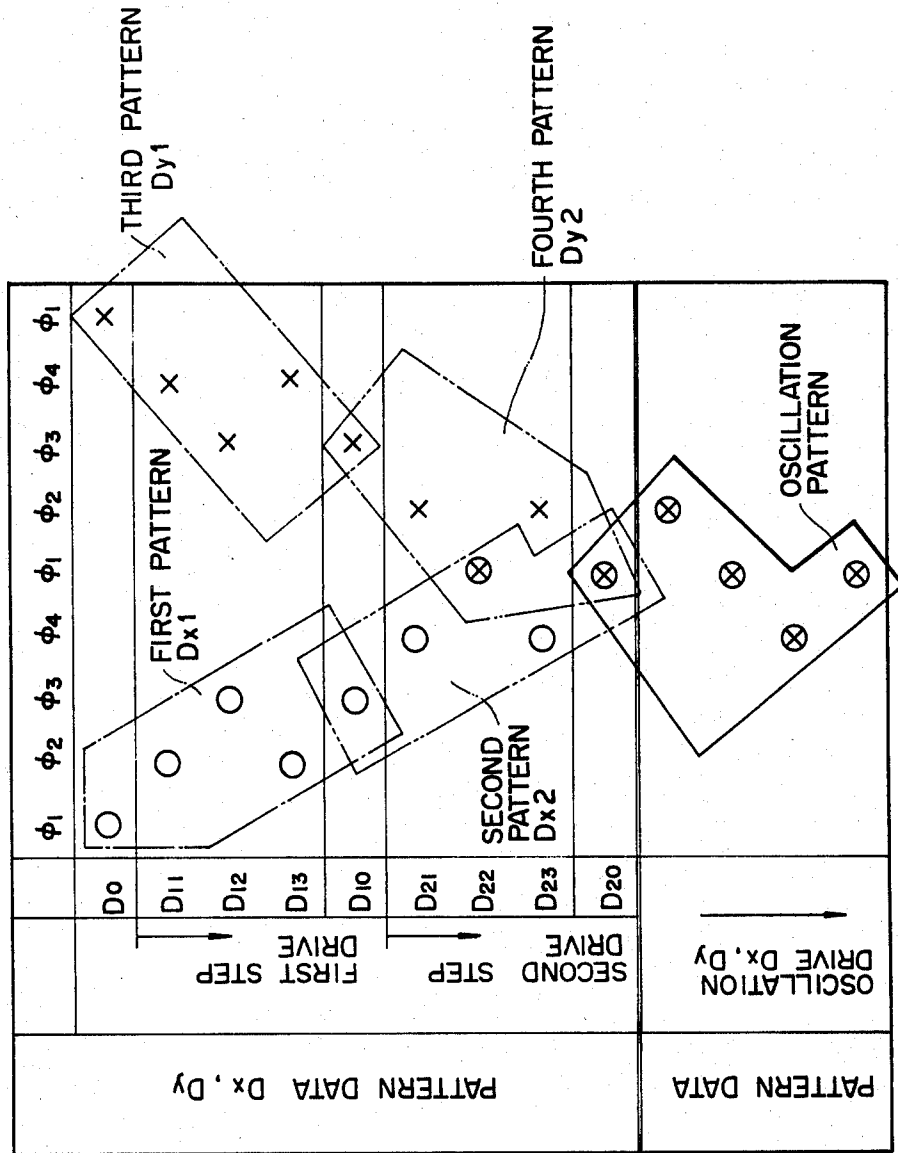 THIRD PATTERN
Dy1
FOURTH PATTERN
Dy2
φ1 φ2 φ3 φ4 φ1 φ2 φ3 φ4 φ1
FIRST PATTERN
Dx1
SECOND
PATTERN
Dx2
OSCILLATION
PATTERN
D0
D11
D12
D13
D10
D21
D22
D23
D20
FIRST STEP
DRIVE
SECOND STEP
DRIVE
OSCILLATION
DRIVE Dx, Dy
PATTERN DATA Dx, Dy
PATTERN DATA